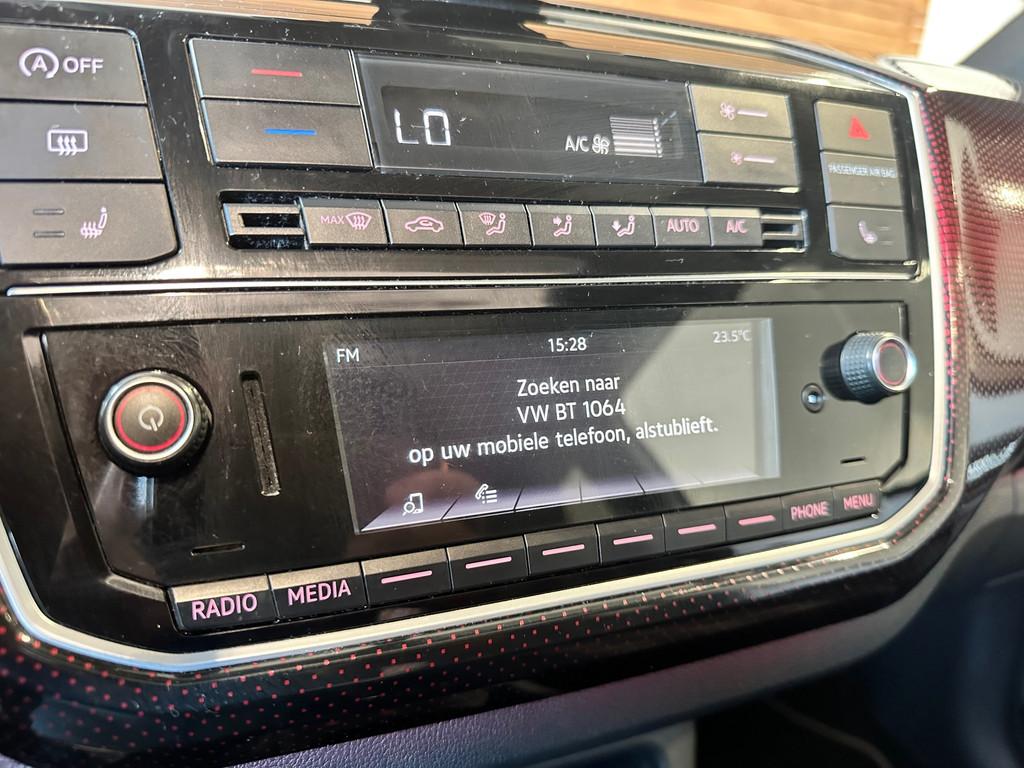 A OFF
LO
A/C
PASSENGER AIR BAG
MAX
AUTO
A/C
FM
15:28
23.5°C
Zoeken naar
VW BT 1064
op uw mobiele telefoon, alstublieft.
RADIO
MEDIA
PHONE
MENU